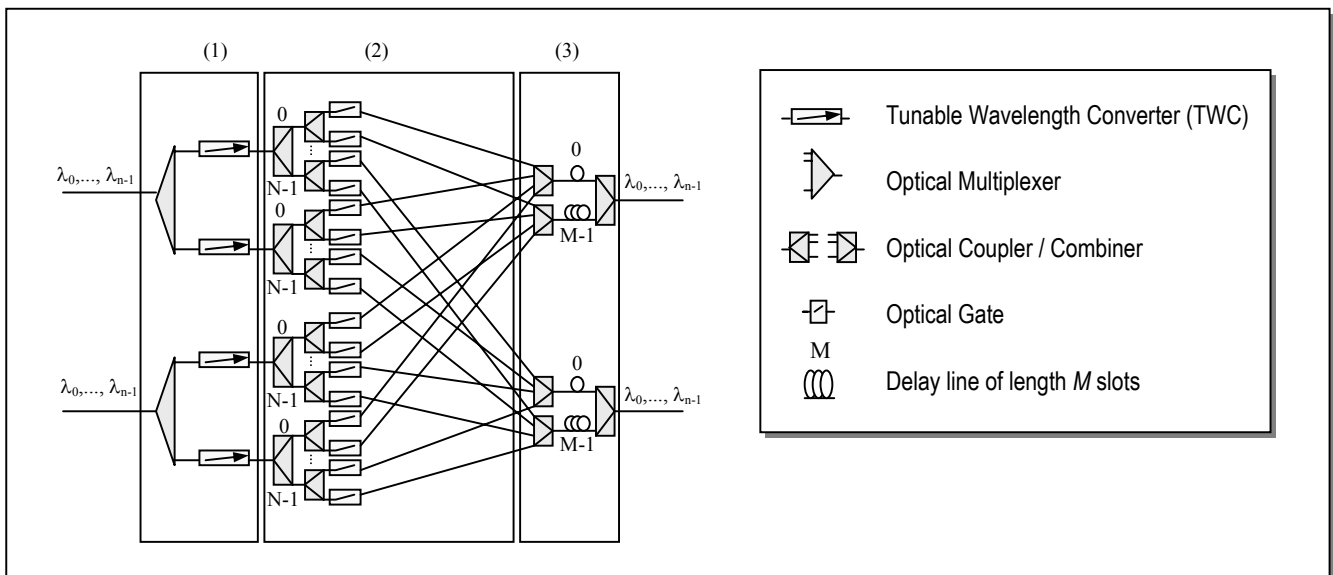 (1) (2) (3)
0
N-1
λ0,..., λn-1
0
N-1
0
M-1
λ0,..., λn-1
0
N-1
λ0,..., λn-1
0
N-1
0
M-1
λ0,..., λn-1
Tunable Wavelength Converter (TWC)
Optical Multiplexer
Optical Coupler / Combiner
Optical Gate
M
Delay line of length M slots